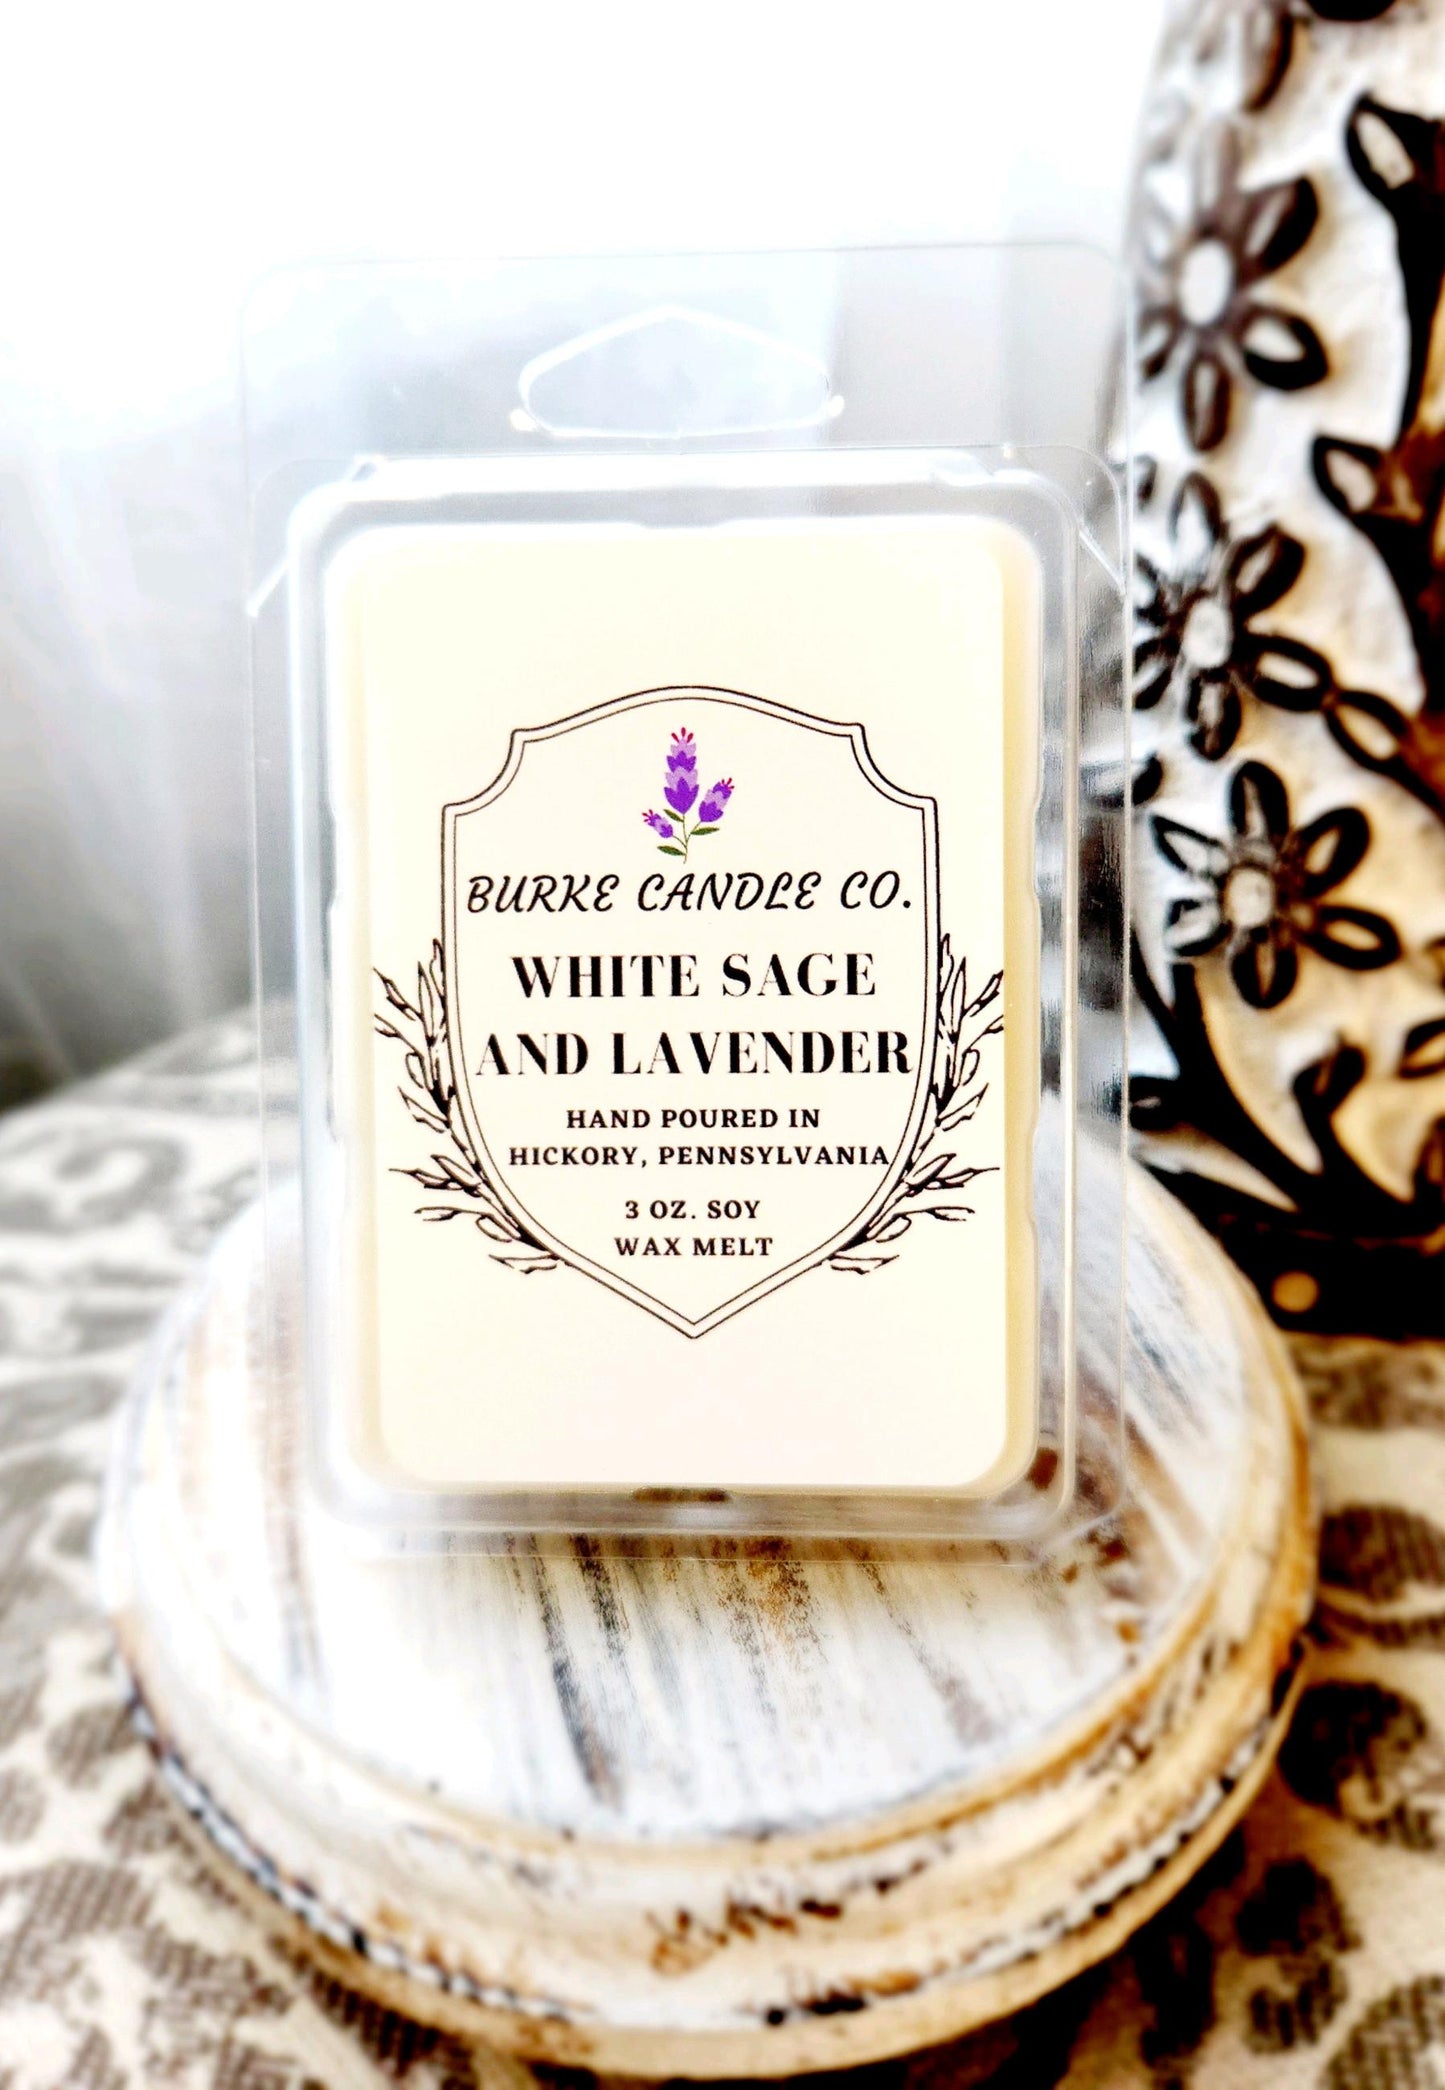 BURKE CANDLE CO.
WHITE SAGE
AND LAVENDER
HAND POURED IN
HICKORY, PENNSYLVANIA
3 OZ. SOY
WAX MELT